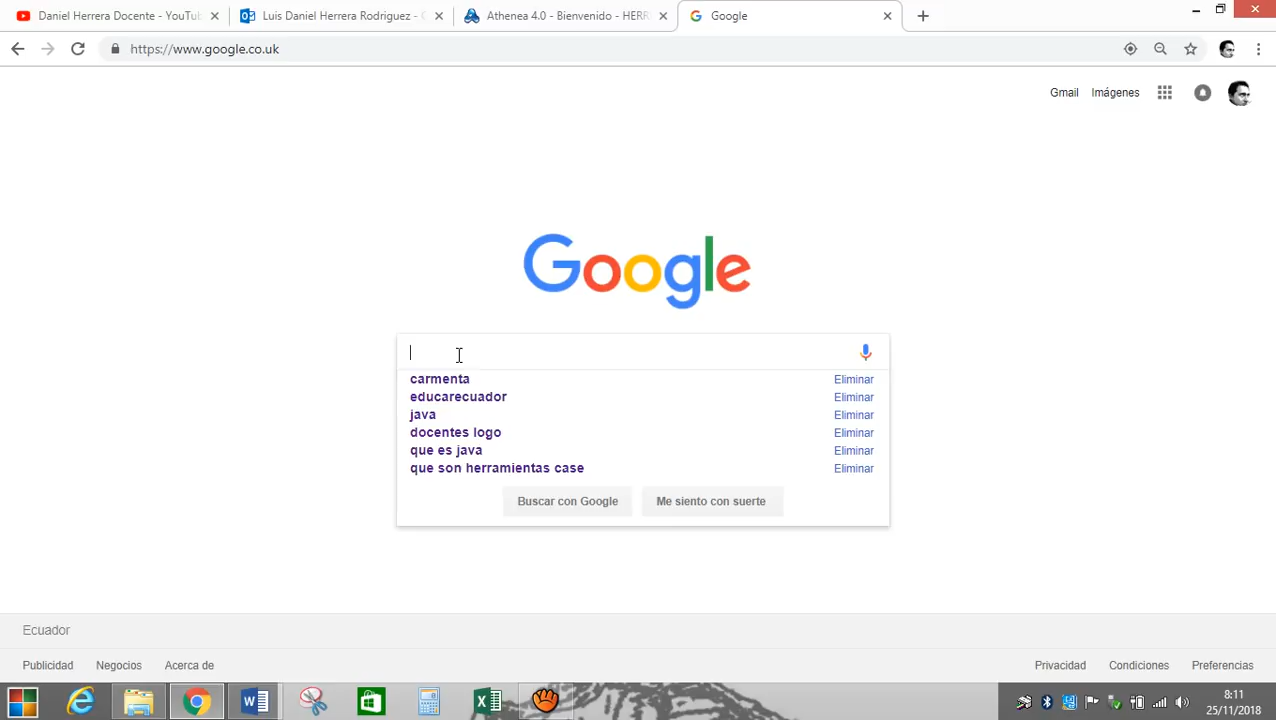 Daniel Herrera Docente - YouTu
Luis Daniel Herrera Rodriguez -
Athenea 4.0 - Bienvenido - HERR
Google
https://www.google.co.uk
Gmail Imágenes
Google
carmenta Eliminar
educarecuador Eliminar
java Eliminar
docentes logo Eliminar
que es java Eliminar
que son herramientas case Eliminar
Buscar con Google Me siento con suerte
Ecuador
Publicidad Negocios Acerca de Privacidad Condiciones Preferencias
8:11
25/11/2018